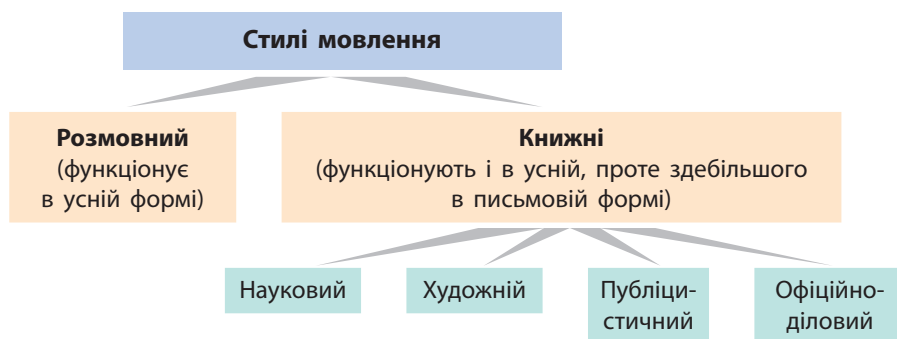 Стилі мовлення
Розмовний
(функціонує
в усній формі)
Книжні
(функціонують і в усній, проте здебільшого
в письмовій формі)
Науковий
Художній
Публіци-
стичний
Офіційно-
діловий